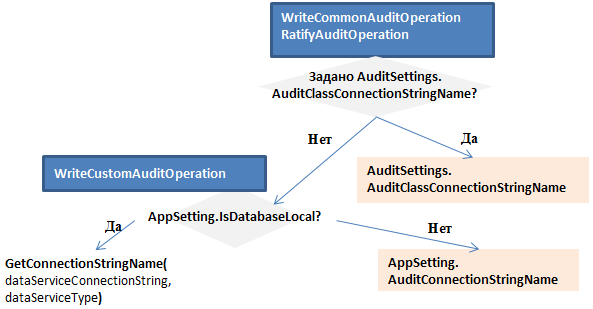 WriteCommonAuditOperation
RatifyAuditOperation
Задано AuditSettings.
AuditClassConnectionStringName?
Нет
Да
WriteCustomAuditOperation
AuditSettings.
AuditClassConnectionStringName
AppSetting.IsDatabaseLocal?
Да
Нет
GetConnectionStringName(
dataServiceConnectionString,
dataServiceType)
AppSetting.
AuditConnectionStringName